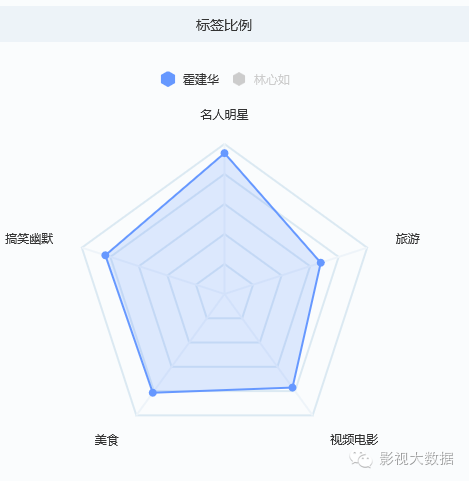 标签比例
霍建华 林心如
名人明星
搞笑幽默 旅游
美食 视频电影
影视大数据